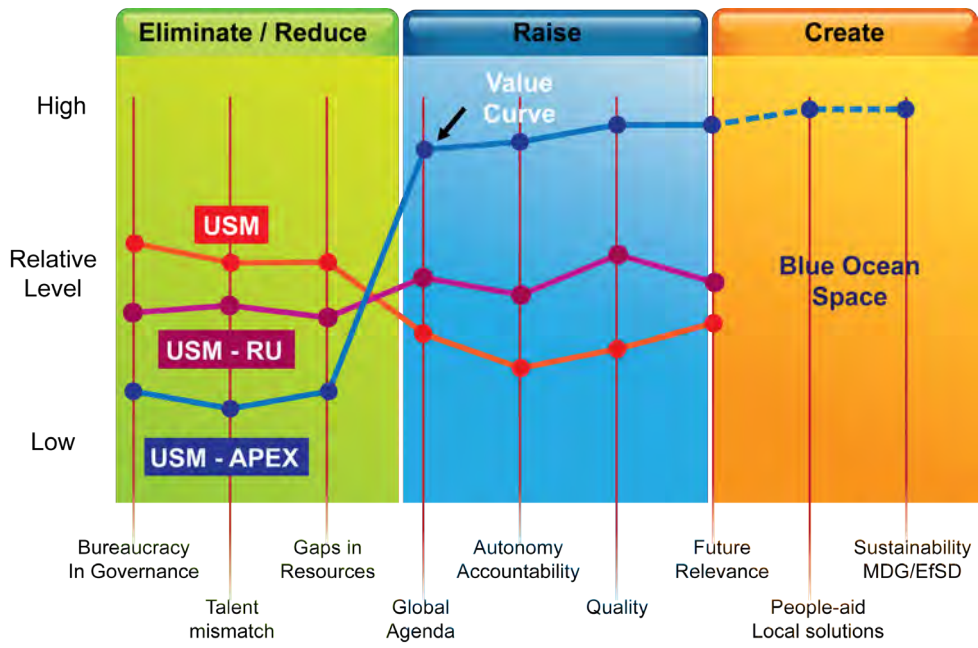 Eliminate / Reduce
Raise
Create
High
Value
Curve
USM
Relative
Level
Blue Ocean
Space
USM - RU
Low
USM - APEX
Bureaucracy
In Governance
Gaps in
Resources
Autonomy
Accountability
Future
Relevance
Sustainability
MDG/EfSD
Talent
mismatch
Global
Agenda
Quality
People-aid
Local solutions